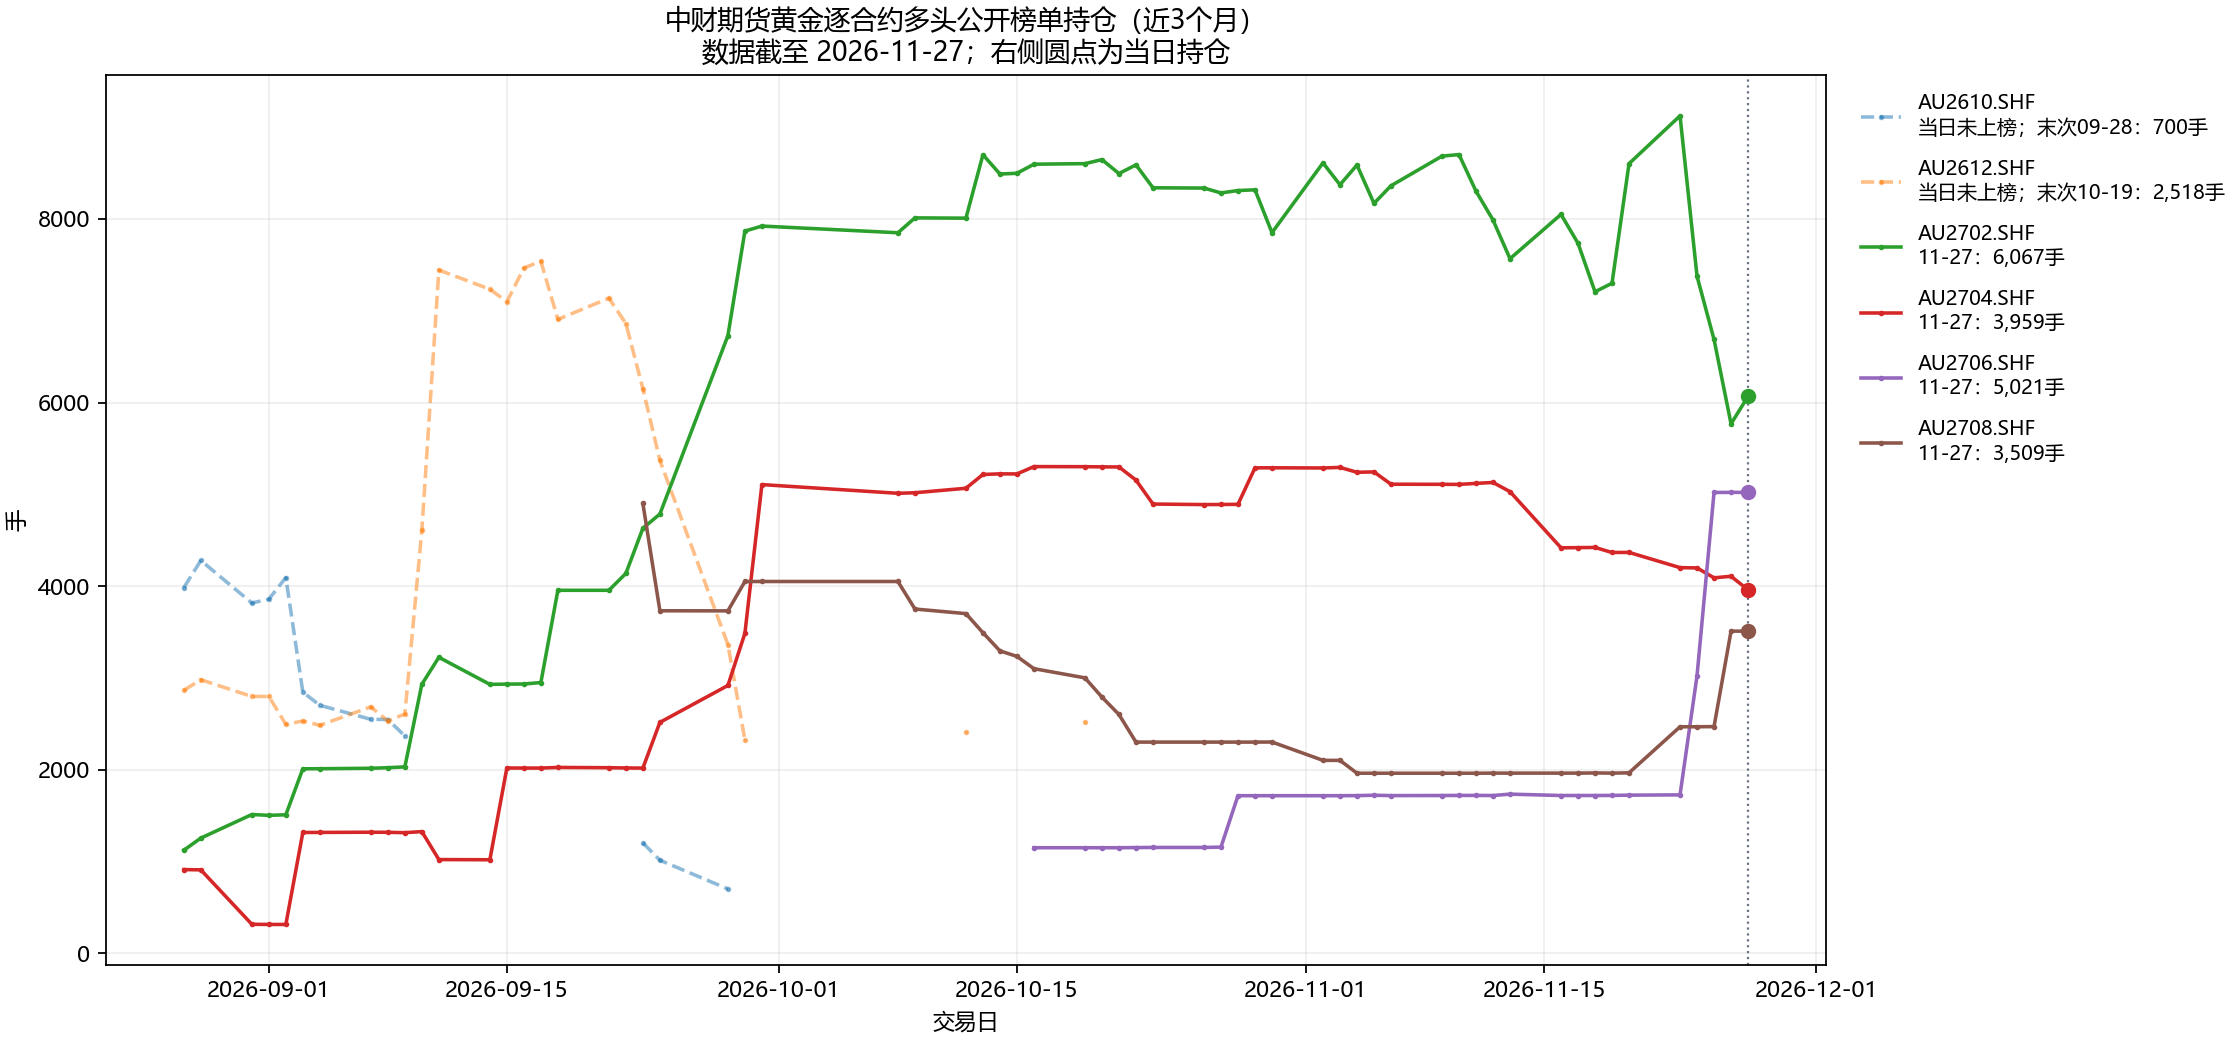 中财期货黄金逐合约多头公开榜单持仓（近3个月）
数据截至 2026-11-27；右侧圆点为当日持仓
手
8000
6000
4000
2000
0
2026-09-01
2026-09-15
2026-10-01
2026-10-15
2026-11-01
2026-11-15
2026-12-01
交易日
AU2610.SHF
当日未上榜；末次09-28：700手
AU2612.SHF
当日未上榜；末次10-19：2,518手
AU2702.SHF
11-27：6,067手
AU2704.SHF
11-27：3,959手
AU2706.SHF
11-27：5,021手
AU2708.SHF
11-27：3,509手